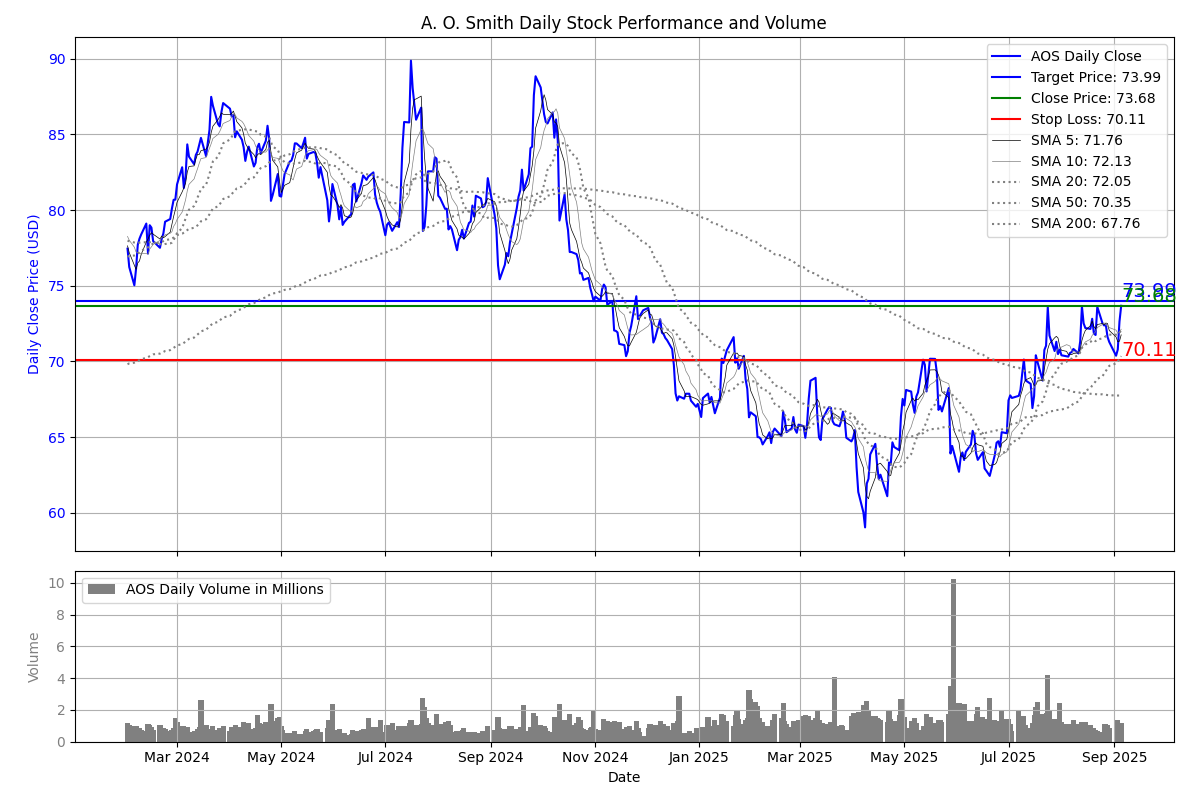 A. O. Smith Daily Stock Performance and Volume
Daily Close Price (USD)
90
85
80
75
70
65
60
AOS Daily Close
Target Price: 73.99
Close Price: 73.68
Stop Loss: 70.11
SMA 5: 71.76
SMA 10: 72.13
SMA 20: 72.05
SMA 50: 70.35
SMA 200: 67.76
73.99
73.68
70.11
Volume
10
8
6
4
2
0
AOS Daily Volume in Millions
Mar 2024
May 2024
Jul 2024
Sep 2024
Nov 2024
Jan 2025
Mar 2025
May 2025
Jul 2025
Sep 2025
Date